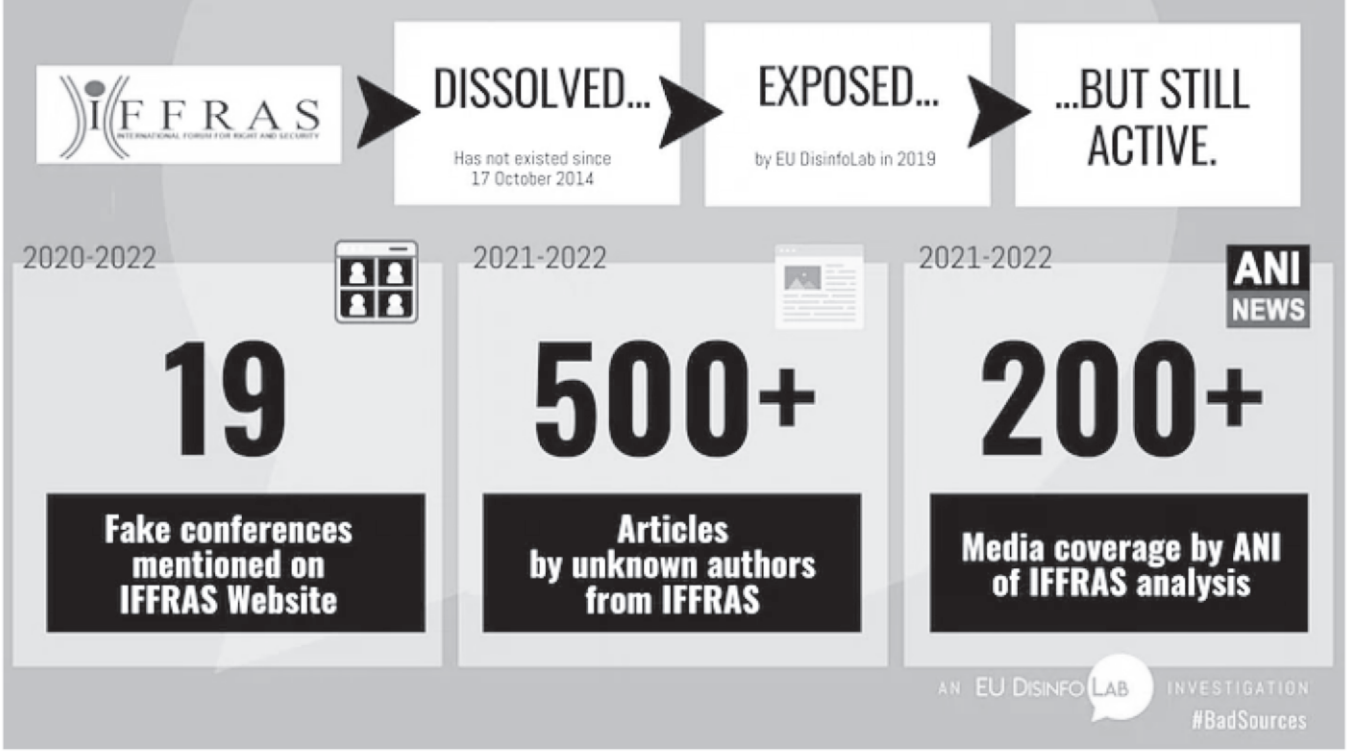 iFFRAS
INTERNATIONAL FORUM FOR RIGHT AND SECURITY
DISSOLVED...
Has not existed since
17 October 2014
EXPOSED...
by EU DisinfoLab in 2019
...BUT STILL
ACTIVE.
2020-2022
19
Fake conferences
mentioned on
IFFRAS Website
2021-2022
500+
Articles
by unknown authors
from IFFRAS
2021-2022
ANI
NEWS
200+
Media coverage by ANI
of IFFRAS analysis
AN EU DISINFO LAB INVESTIGATION
#BadSources